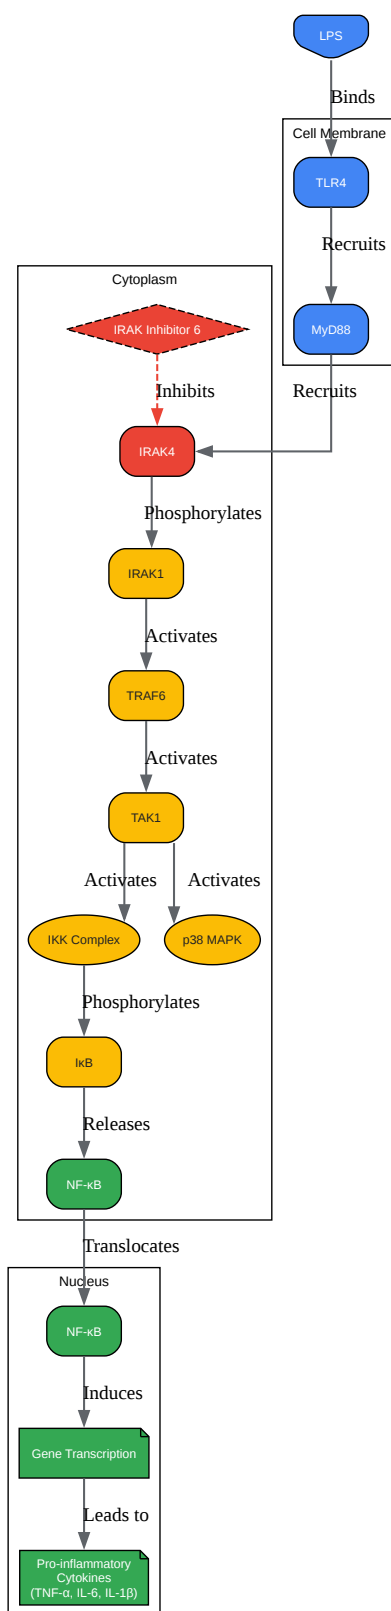 LPS
Binds
Cell Membrane
TLR4
Recruits
MyD88
Recruits
Cytoplasm
IRAK Inhibitor 6
Inhibits
IRAK4
Phosphorylates
IRAK1
Activates
TRAF6
Activates
TAK1
Activates
Activates
IKK Complex
p38 MAPK
Phosphorylates
IκB
Releases
NF-κB
Translocates
Nucleus
NF-κB
Induces
Gene Transcription
Leads to
Pro-inflammatory
Cytokines
(TNF-α, IL-6, IL-1β)